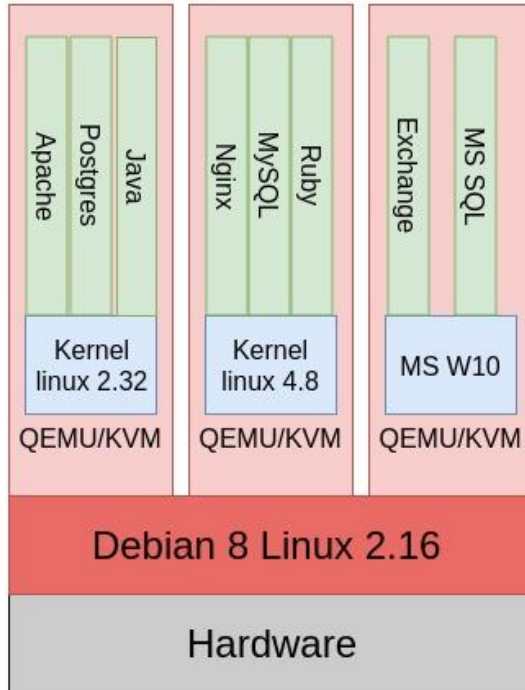 Apache
Postgres
Java
Kernel
linux 2.32
QEMU/KVM
Nginx
MySQL
Ruby
Kernel
linux 4.8
QEMU/KVM
Exchange
MS SQL
MS W10
QEMU/KVM
Debian 8 Linux 2.16
Hardware